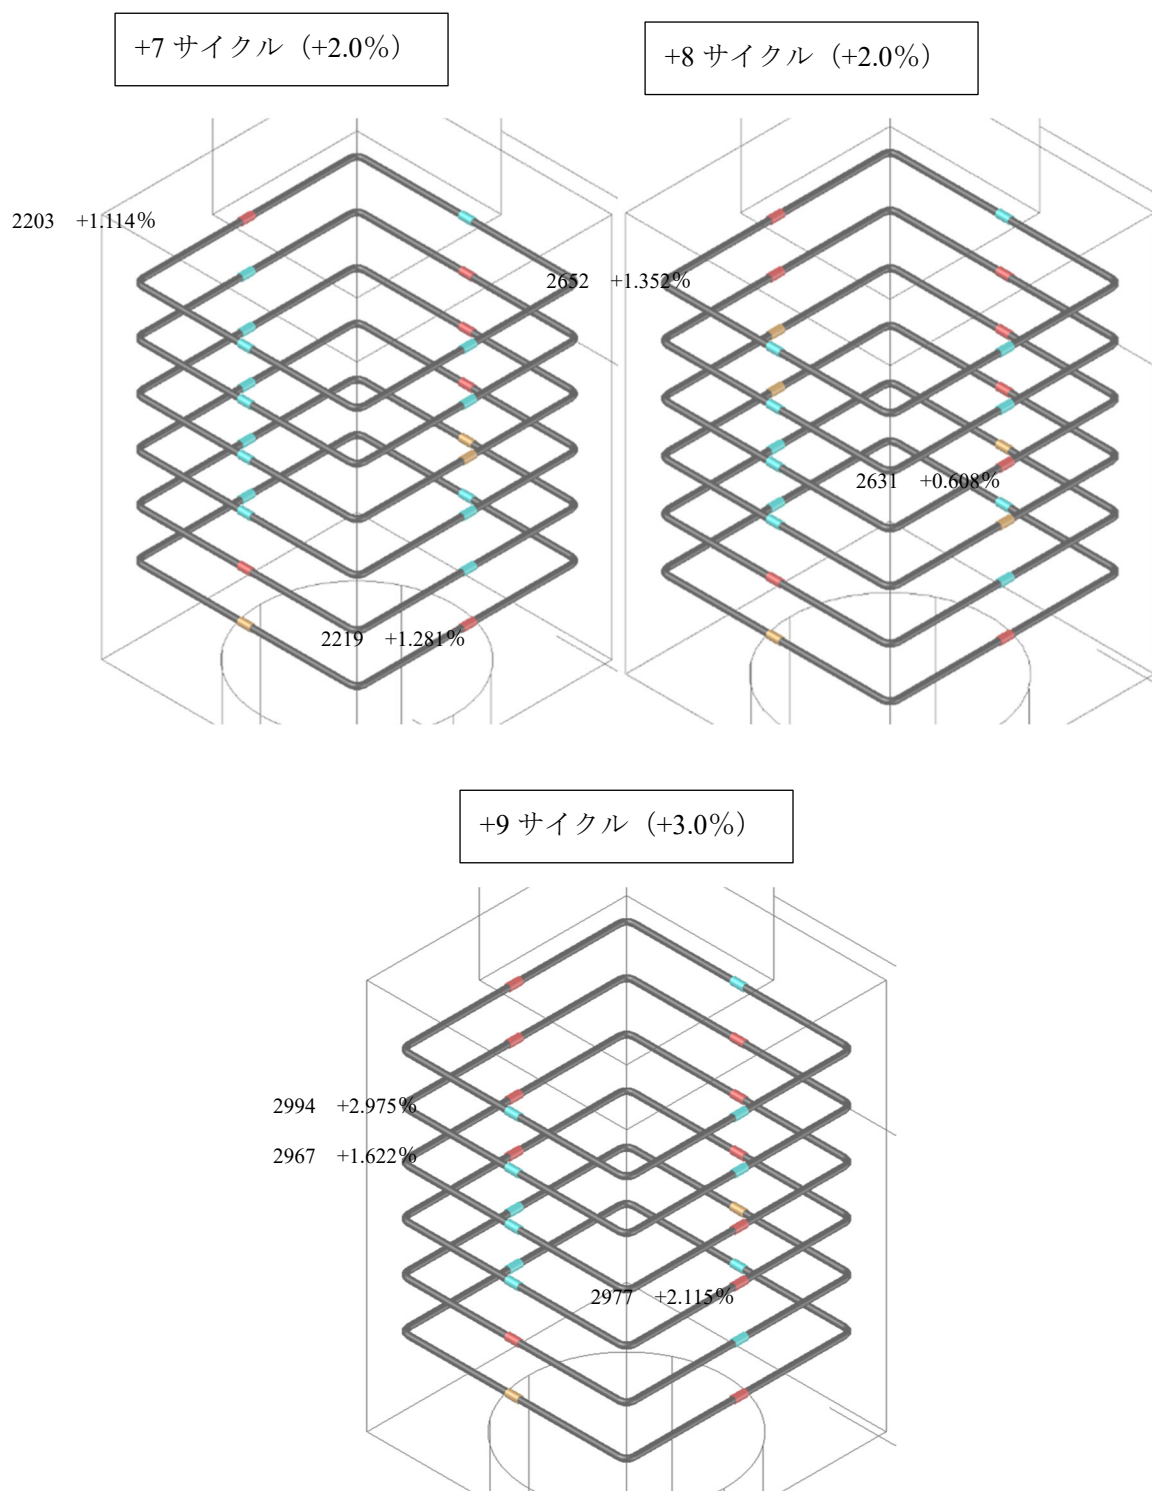 +7 サイクル（+2.0%）
+8 サイクル（+2.0%）
2203 +1.114%
2652 +1.352%
2631 +0.608%
2219 +1.281%
+9 サイクル（+3.0%）
2994 +2.975%
2967 +1.622%
2977 +2.115%